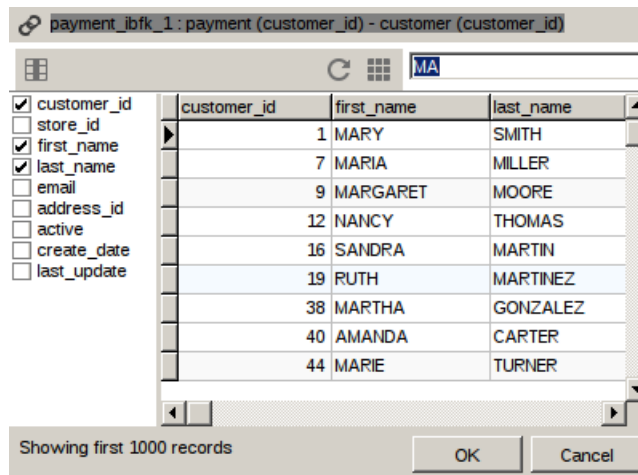 payment_ibfk_1 : payment (customer_id) - customer (customer_id)
MA
customer_id
store_id
first_name
last_name
email
address_id
active
create_date
last_update
customer_id first_name last_name
1 MARY SMITH
7 MARIA MILLER
9 MARGARET MOORE
12 NANCY THOMAS
16 SANDRA MARTIN
19 RUTH MARTINEZ
38 MARTHA GONZALEZ
40 AMANDA CARTER
44 MARIE TURNER
Showing first 1000 records
OK Cancel